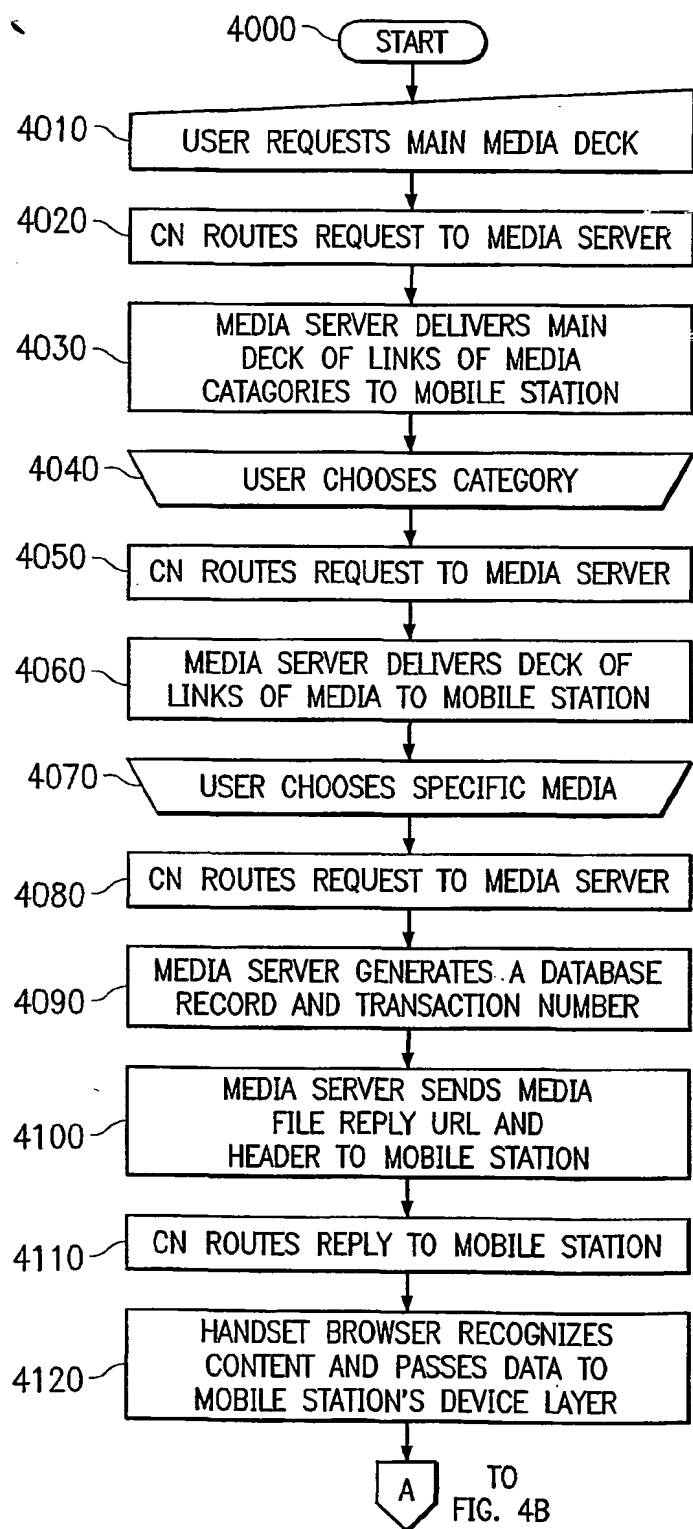 4000
START
4010
USER REQUESTS MAIN MEDIA DECK
4020
CN ROUTES REQUEST TO MEDIA SERVER
4030
MEDIA SERVER DELIVERS MAIN
DECK OF LINKS OF MEDIA
CATAGORIES TO MOBILE STATION
4040
USER CHOOSES CATEGORY
4050
CN ROUTES REQUEST TO MEDIA SERVER
4060
MEDIA SERVER DELIVERS DECK OF
LINKS OF MEDIA TO MOBILE STATION
4070
USER CHOOSES SPECIFIC MEDIA
4080
CN ROUTES REQUEST TO MEDIA SERVER
4090
MEDIA SERVER GENERATES A DATABASE
RECORD AND TRANSACTION NUMBER
4100
MEDIA SERVER SENDS MEDIA
FILE REPLY URL AND
HEADER TO MOBILE STATION
4110
CN ROUTES REPLY TO MOBILE STATION
4120
HANDSET BROWSER RECOGNIZES
CONTENT AND PASSES DATA TO
MOBILE STATION'S DEVICE LAYER
A
TO
FIG. 4B